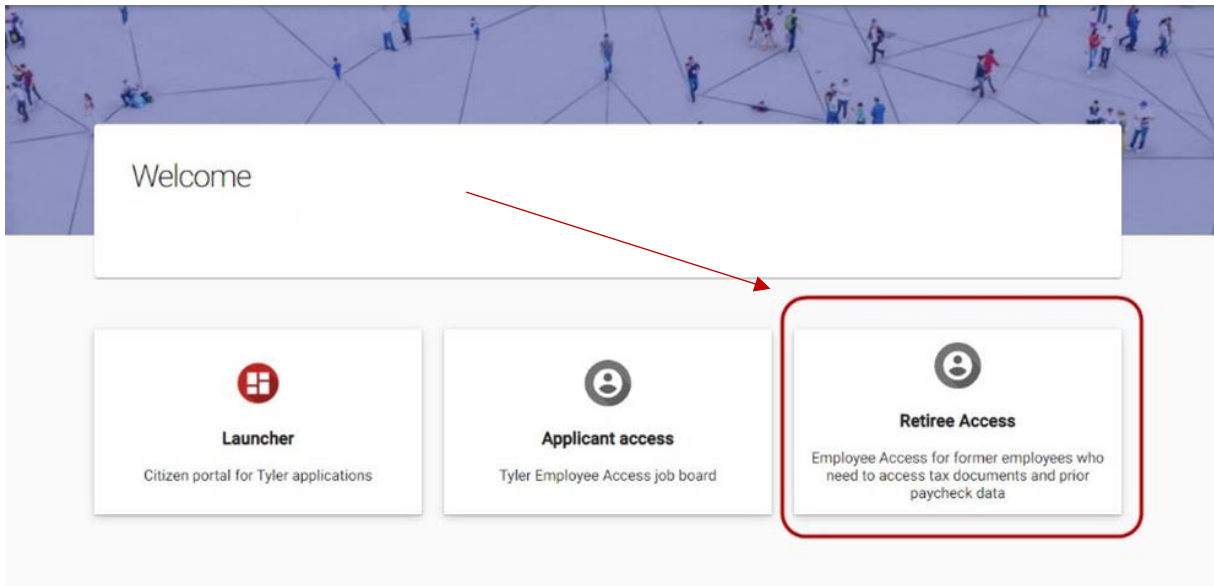 Welcome
Launcher
Citizen portal for Tyler applications
Applicant access
Tyler Employee Access job board
Retiree Access
Employee Access for former employees who
need to access tax documents and prior
paycheck data